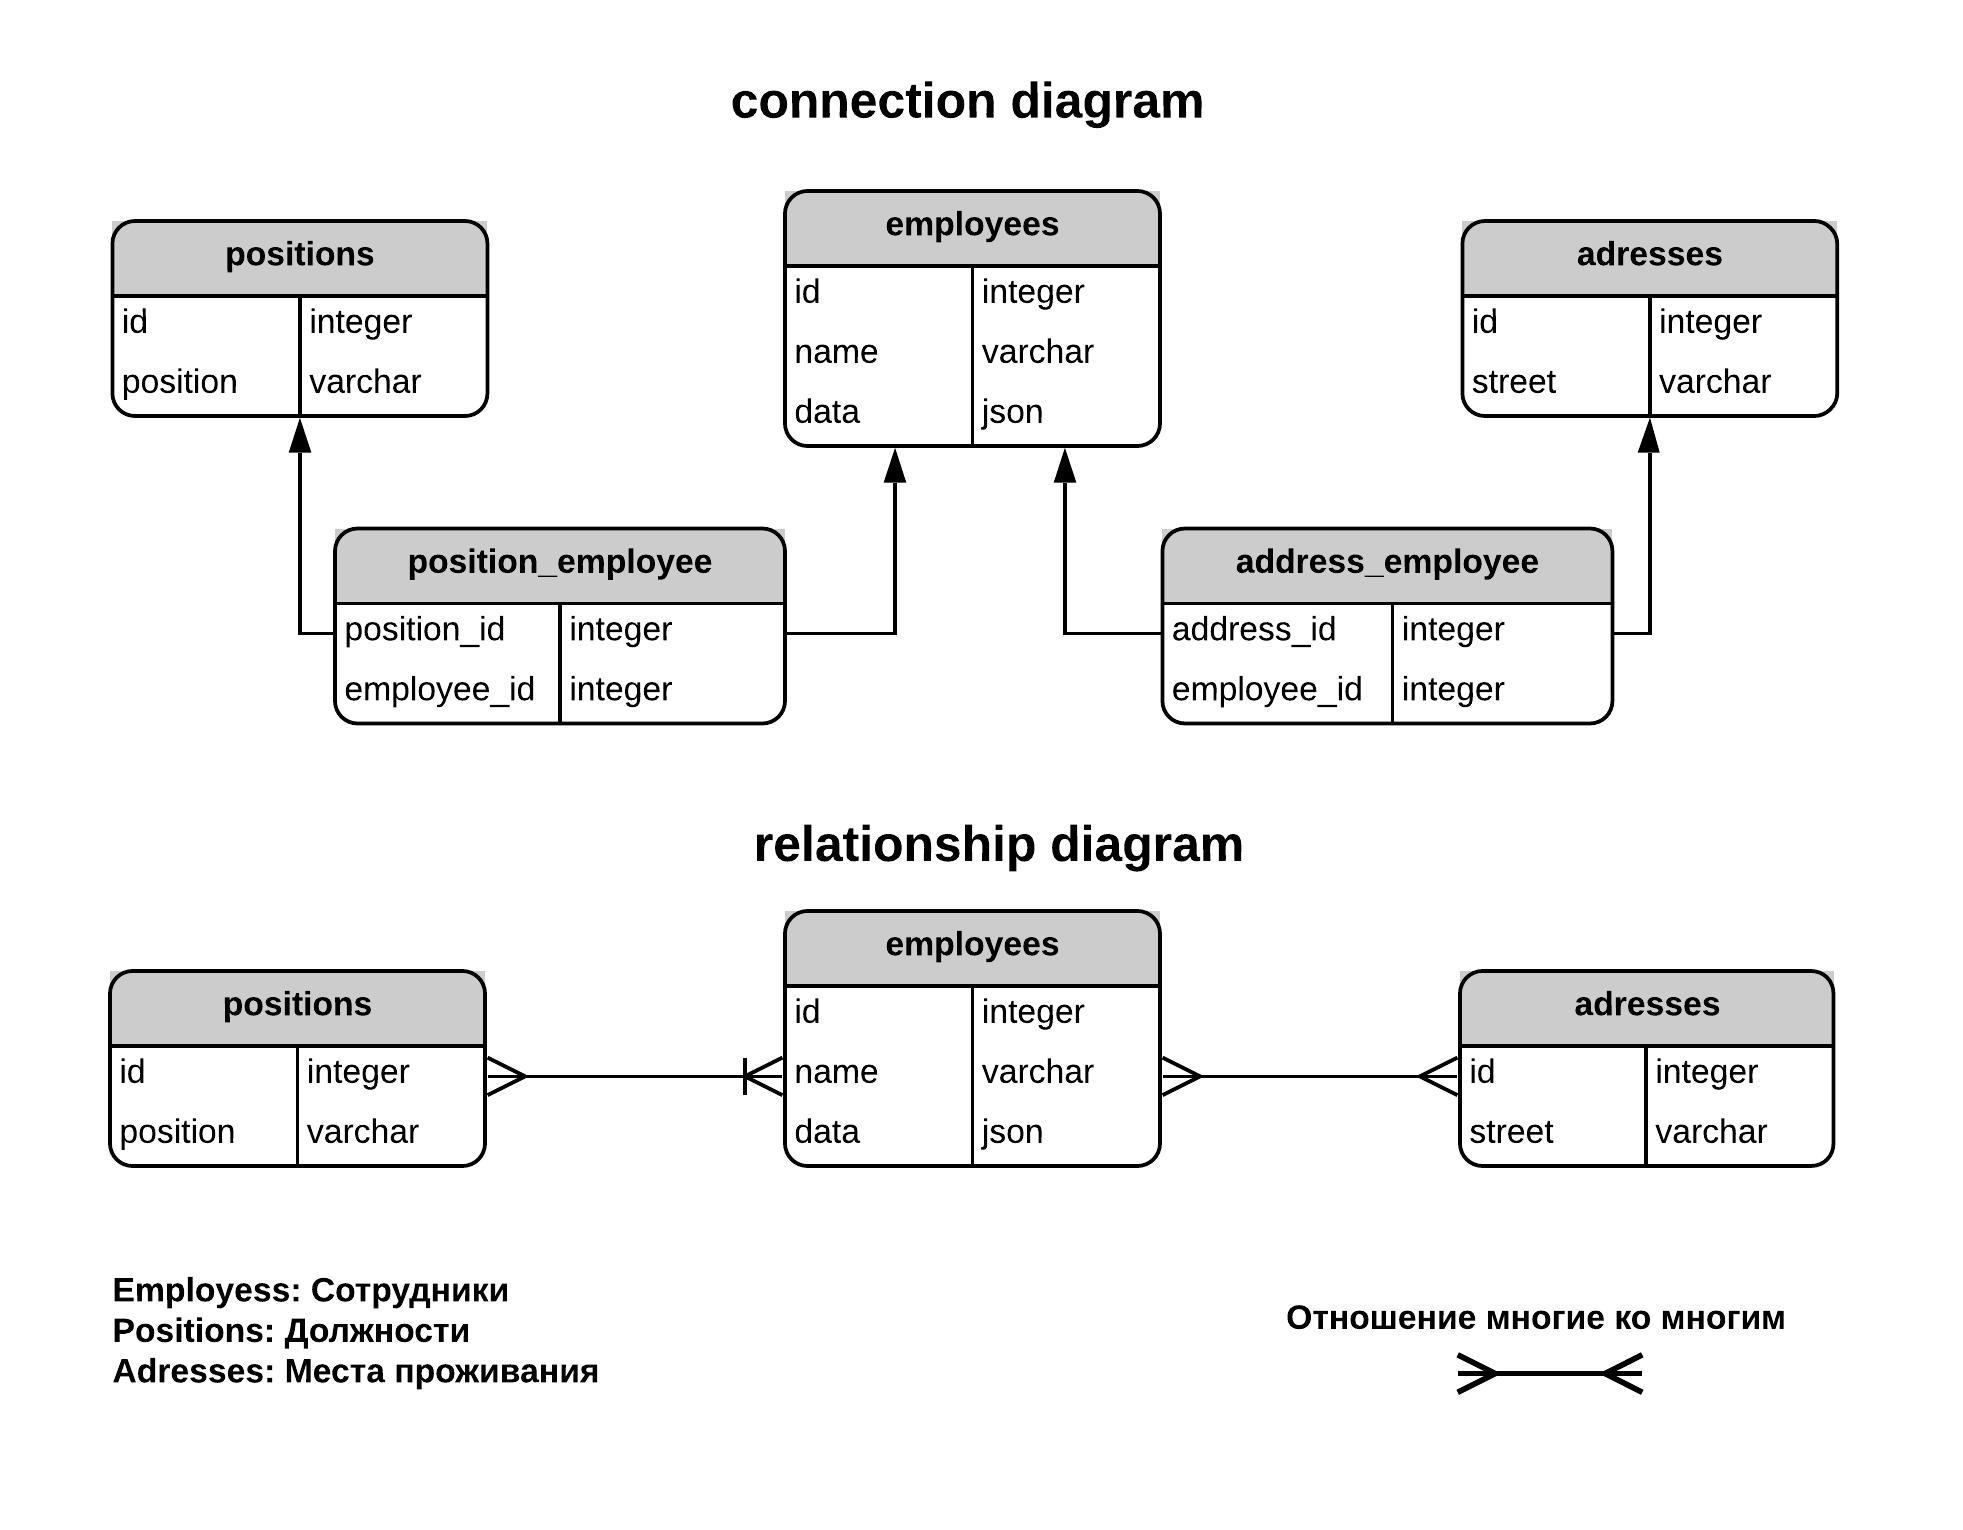 connection diagram
positions
id integer
position varchar
employees
id integer
name varchar
data json
adresses
id integer
street varchar
position_employee
position_id integer
employee_id integer
address_employee
address_id integer
employee_id integer
relationship diagram
positions
id integer
position varchar
employees
id integer
name varchar
data json
adresses
id integer
street varchar
Employess: Сотрудники
Positions: Должности
Adresses: Места проживания
Отношение многие ко многим